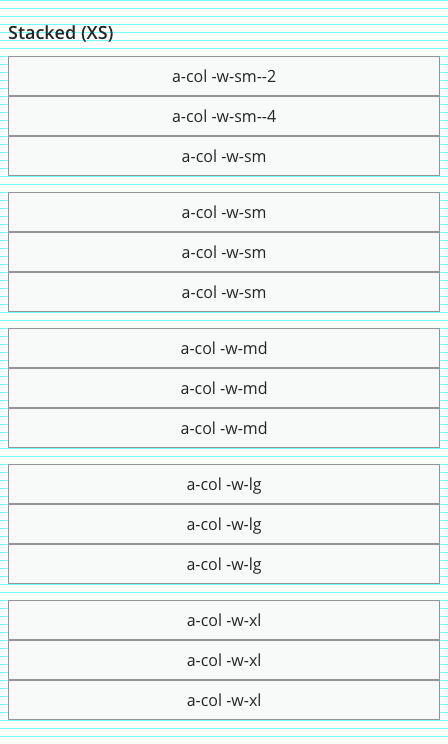 Stacked (XS)
a-col -w-sm--2
a-col -w-sm--4
a-col -w-sm
a-col -w-sm
a-col -w-sm
a-col -w-sm
a-col -w-md
a-col -w-md
a-col -w-md
a-col -w-lg
a-col -w-lg
a-col -w-lg
a-col -w-xl
a-col -w-xl
a-col -w-xl